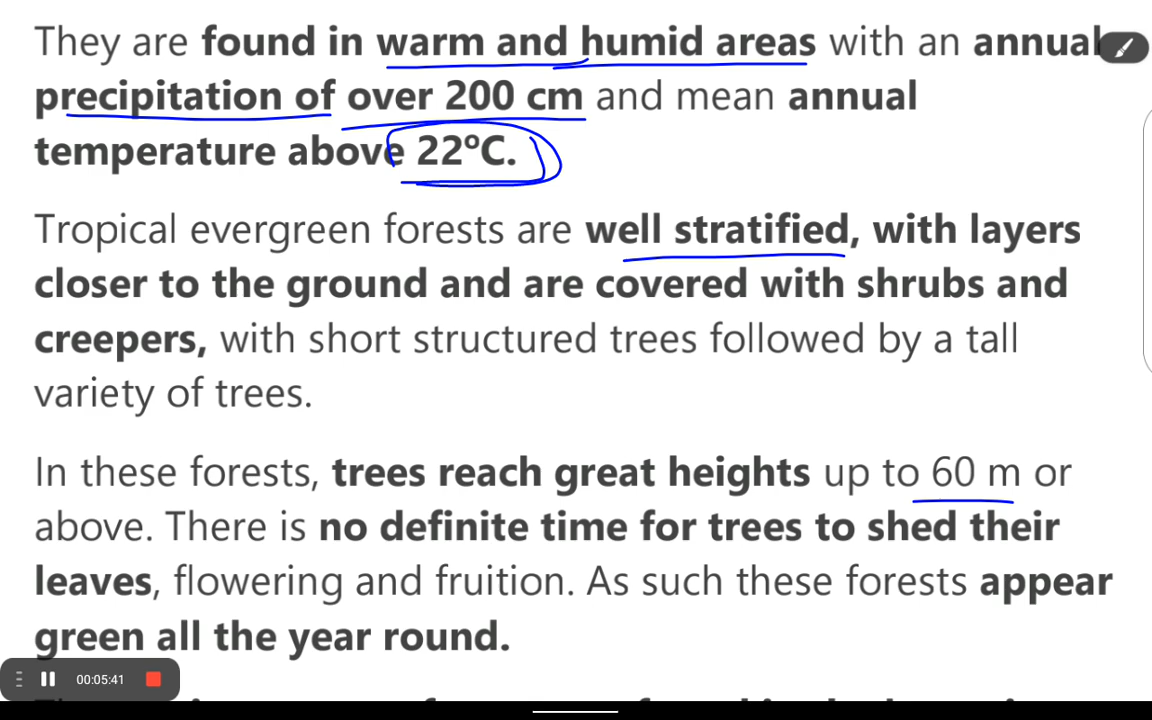 They are found in warm and humid areas with an annual
precipitation of over 200 cm and mean annual
temperature above 22°C.
Tropical evergreen forests are well stratified, with layers
closer to the ground and are covered with shrubs and
creepers, with short structured trees followed by a tall
variety of trees.
In these forests, trees reach great heights up to 60 m or
above. There is no definite time for trees to shed their
leaves, flowering and fruition. As such these forests appear
green all the year round.
00:05:41